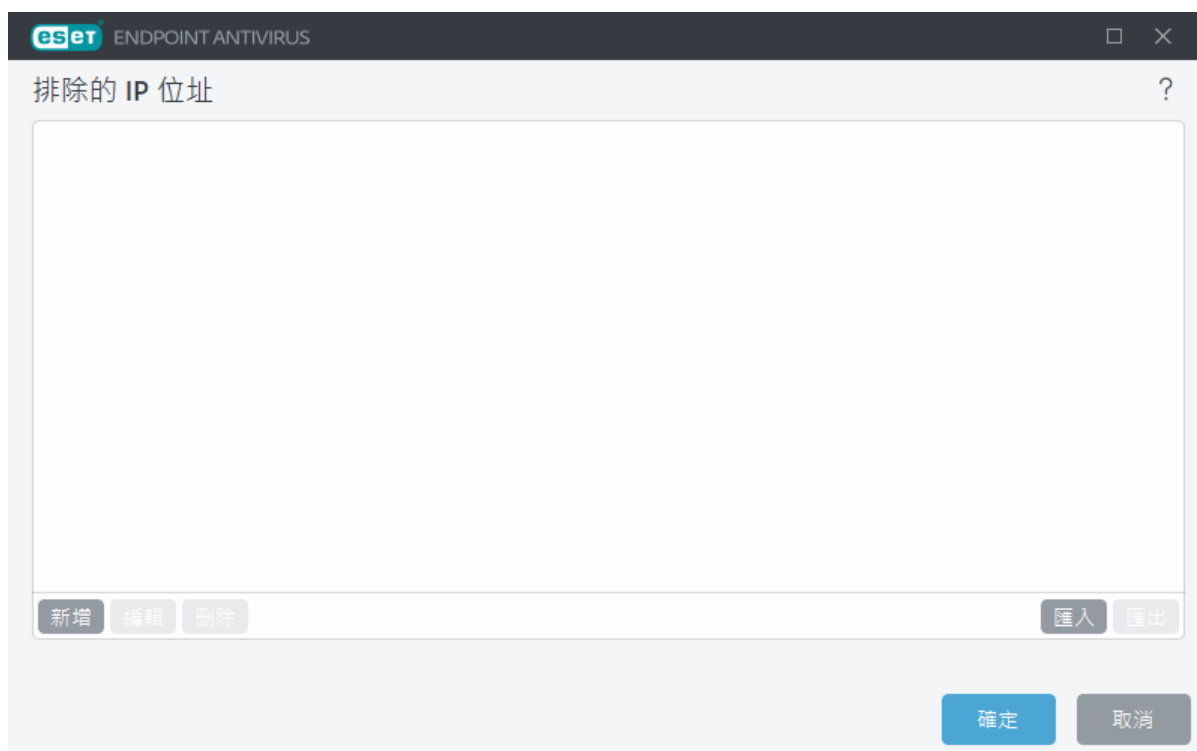 eset ENDPOINT ANTIVIRUS
排除的 IP 位址
?
新增 編輯 刪除 匯入 匯出
確定 取消